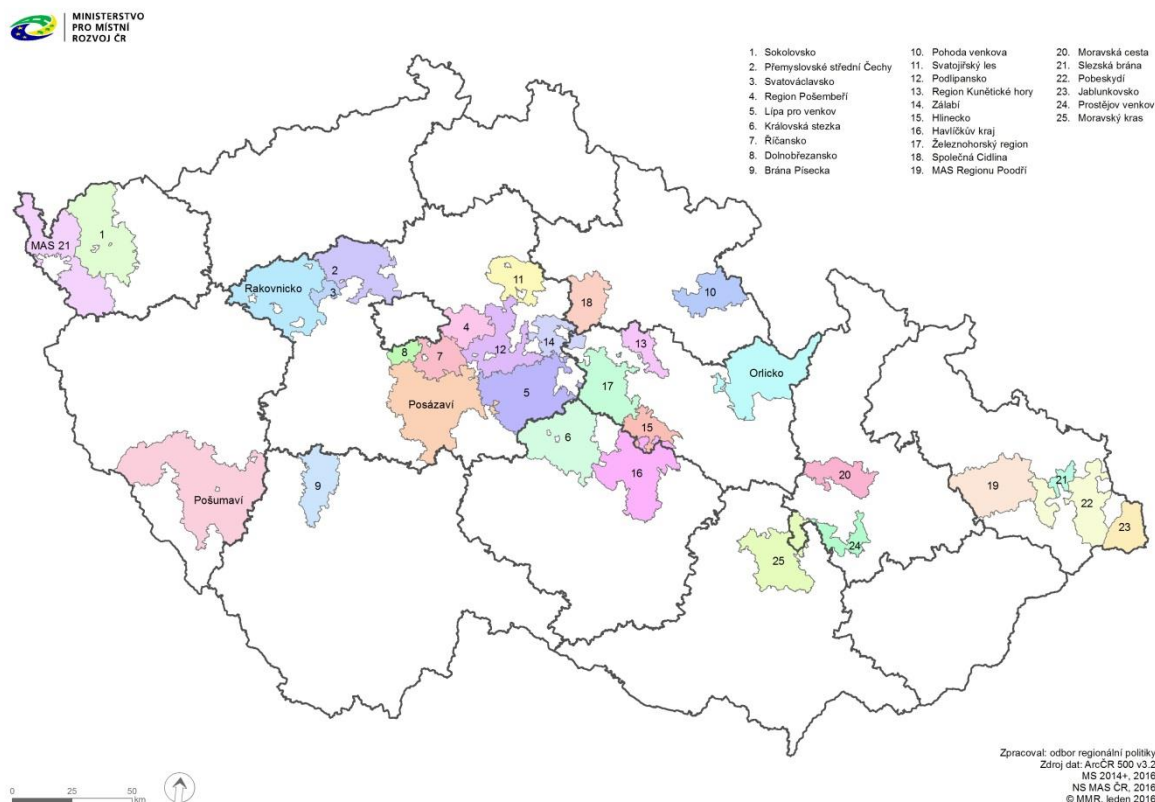 MINISTERSTVO
PRO MÍSTNÍ
ROZVOJ ČR
1. Sokolovsko
2. Přemyslovské střední Čechy
3. Svatováclavsko
4. Region Pošembeří
5. Lípa pro venkov
6. Královská stezka
7. Říčansko
8. Dolnobřezansko
9. Brána Písecka
10. Pohoda venkova
11. Svatojiřský les
12. Podlipansko
13. Region Kunětické hory
14. Zálabí
15. Hlinecko
16. Havlíčkův kraj
17. Železnohorský region
18. Společná Cidlina
19. MAS Regionu Poodří
20. Moravská cesta
21. Slezská brána
22. Pobeskydí
23. Jablunkovsko
24. Prostějov venkov
25. Moravský kras
MAS 21
1
2
Rakovnicko
3
11
18
10
4
12
14
13
8
7
Orlicko
17
Posázaví
5
15
6
16
20
Pošumaví
9
19
21
22
23
24
25
0 25 50
km
Zpracoval: odbor regionální politiky
Zdroj dat: ArcČR 500 v3.2
MS 2014+, 2016
NS MAS ČR, 2016
© MMR, leden 2016